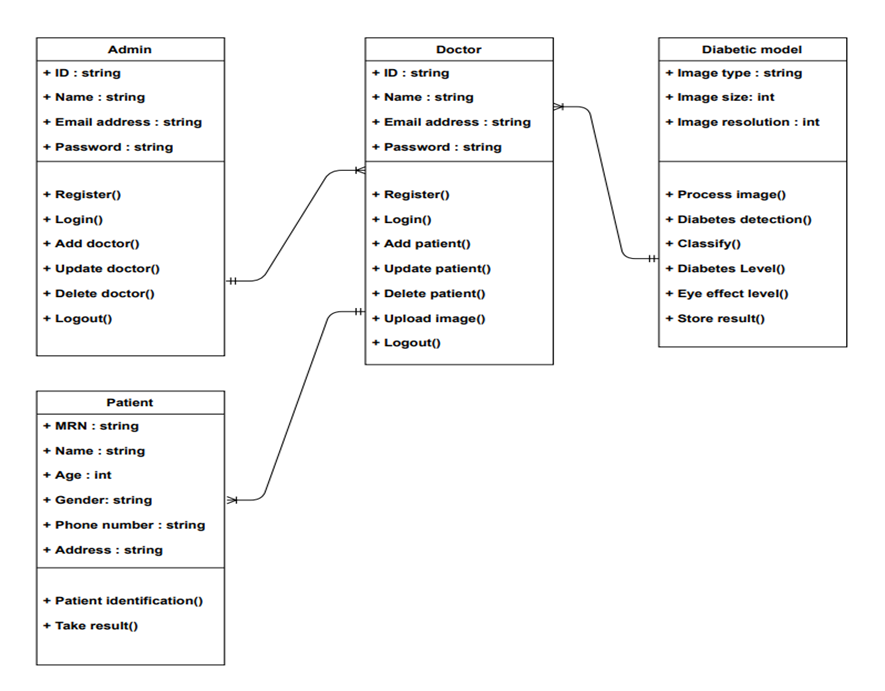 Admin
+ ID : string
+ Name : string
+ Email address : string
+ Password : string
+ Register()
+ Login()
+ Add doctor()
+ Update doctor()
+ Delete doctor()
+ Logout()
Doctor
+ ID : string
+ Name : string
+ Email address : string
+ Password : string
+ Register()
+ Login()
+ Add patient()
+ Update patient()
+ Delete patient()
+ Upload image()
+ Logout()
Diabetic model
+ Image type : string
+ Image size: int
+ Image resolution : int
+ Process image()
+ Diabetes detection()
+ Classify()
+ Diabetes Level()
+ Eye effect level()
+ Store result()
Patient
+ MRN : string
+ Name : string
+ Age : int
+ Gender: string
+ Phone number : string
+ Address : string
+ Patient identification()
+ Take result()